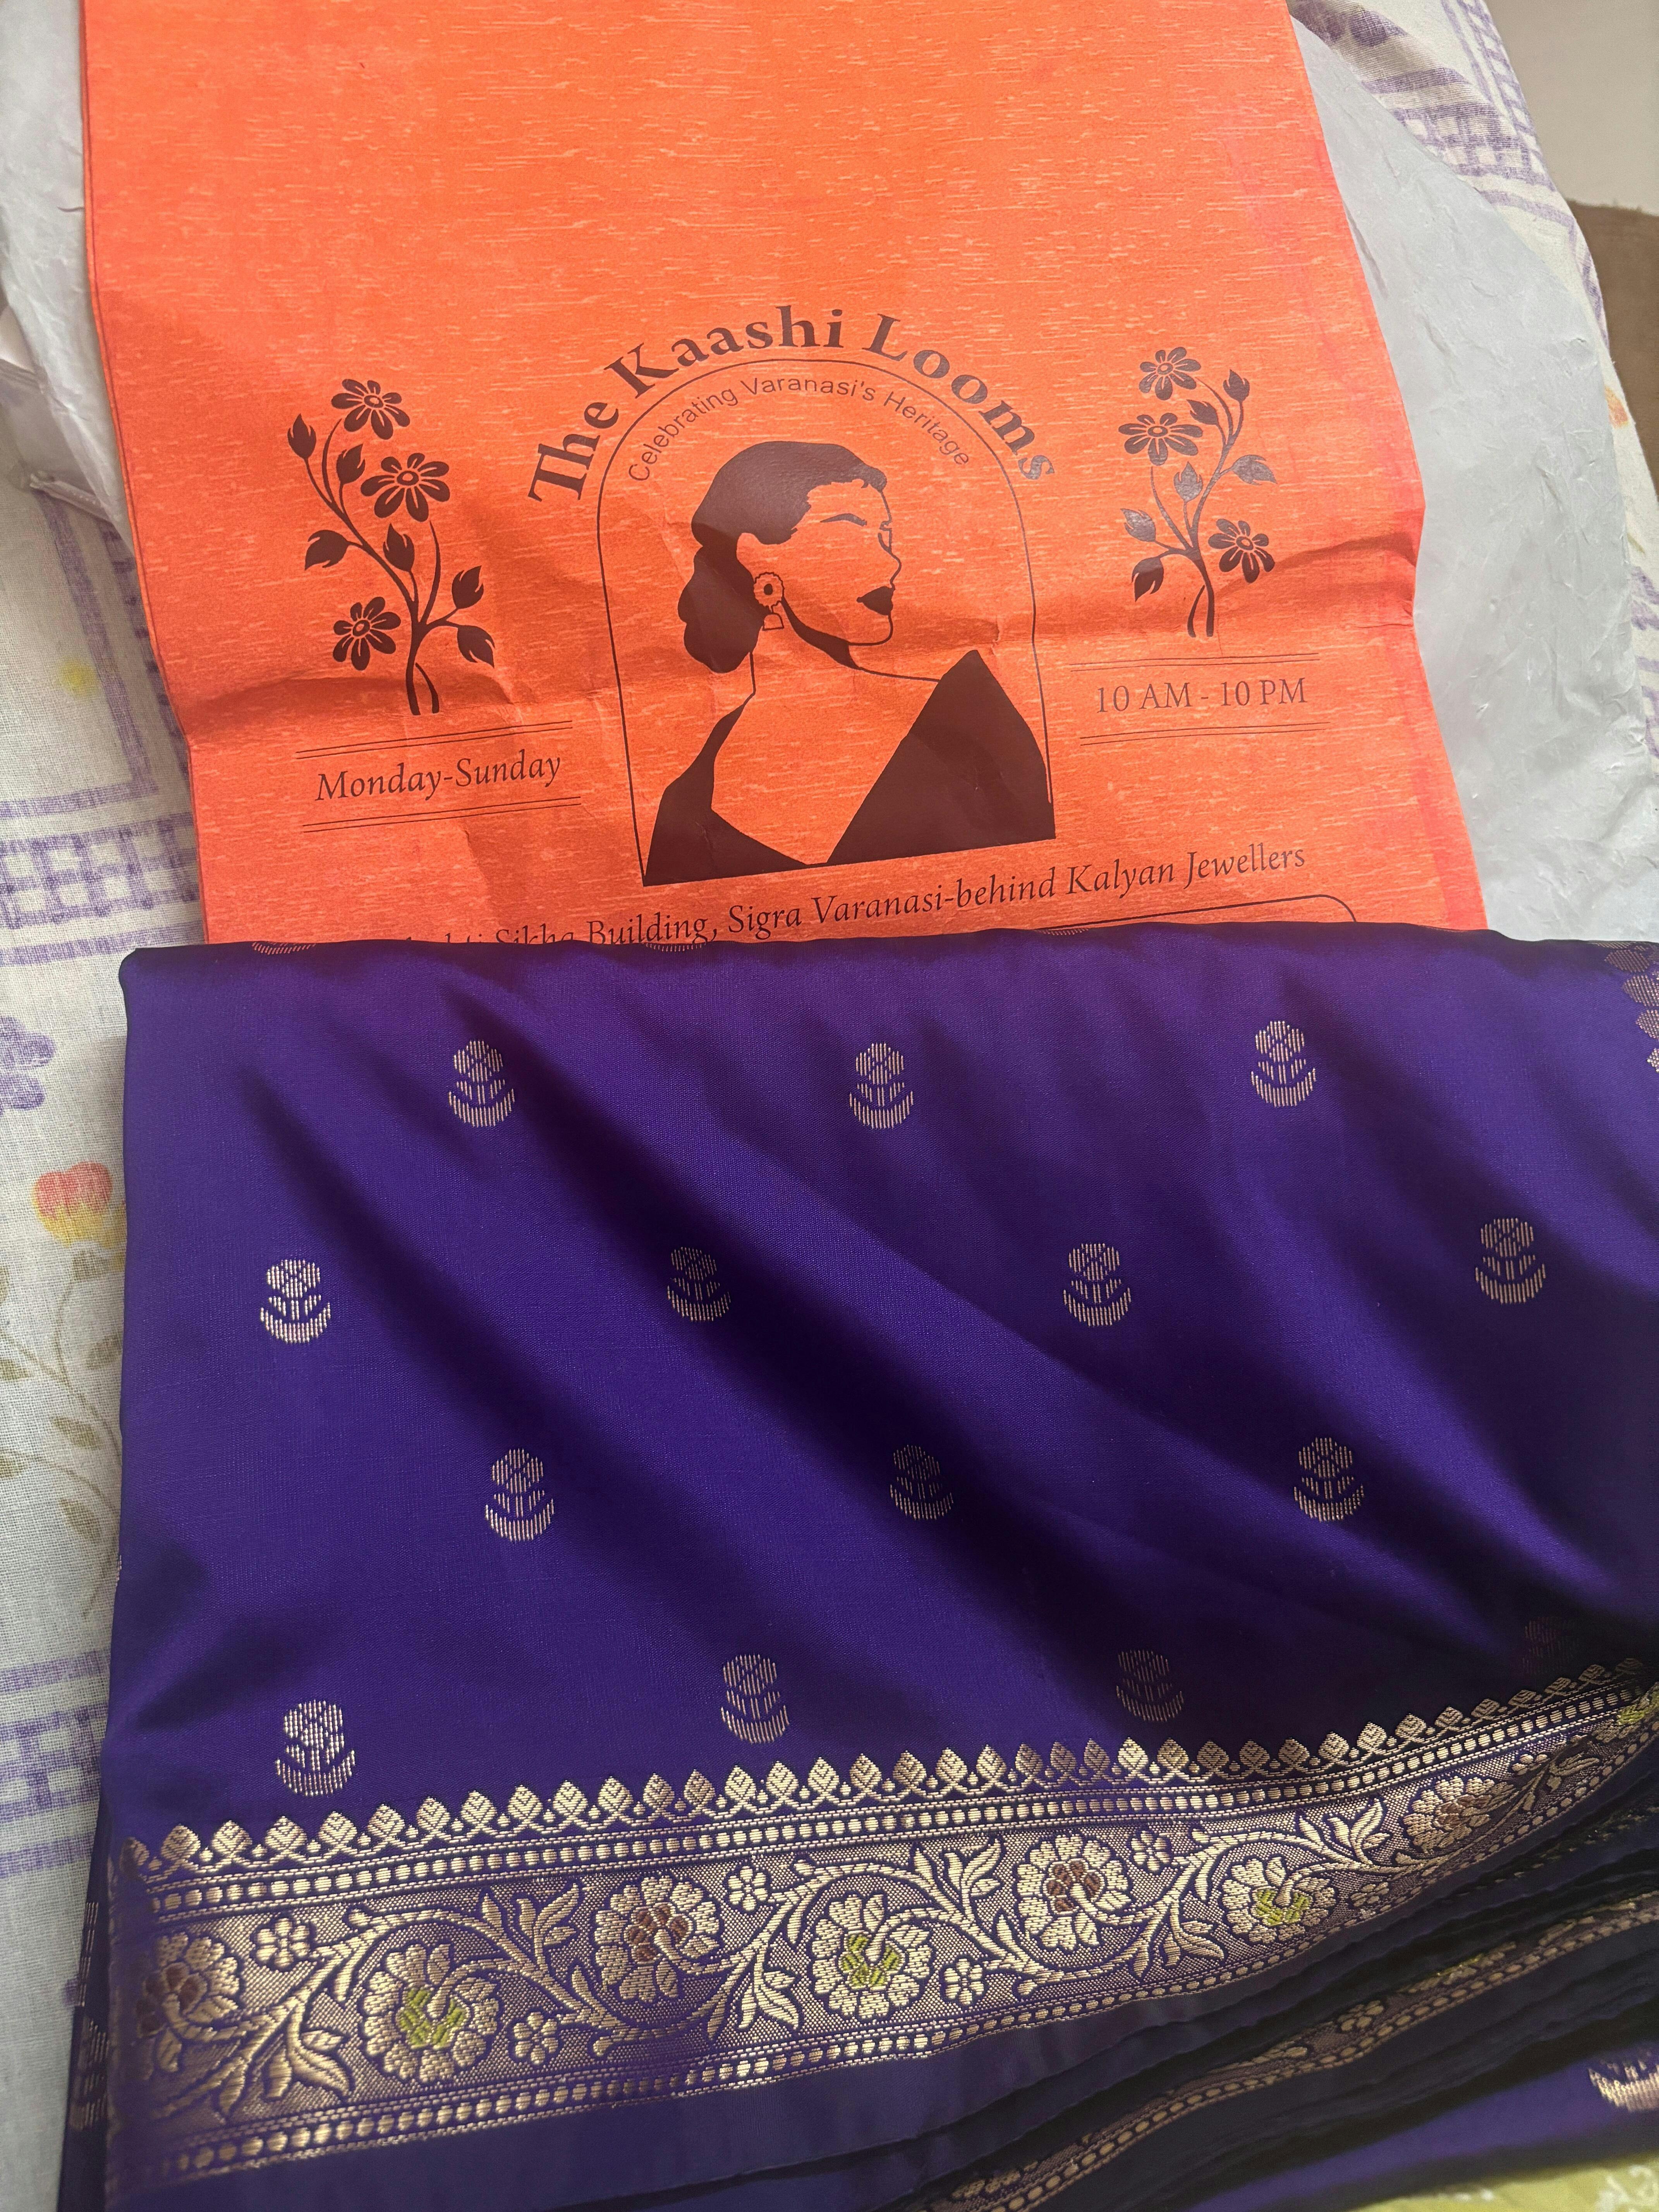 The Kaashi Looms
Celebrating Varanasi's Heritage
10 AM - 10 PM
Monday-Sunday
Building, Sigra Varanasi-behind Kalyan Jewellers